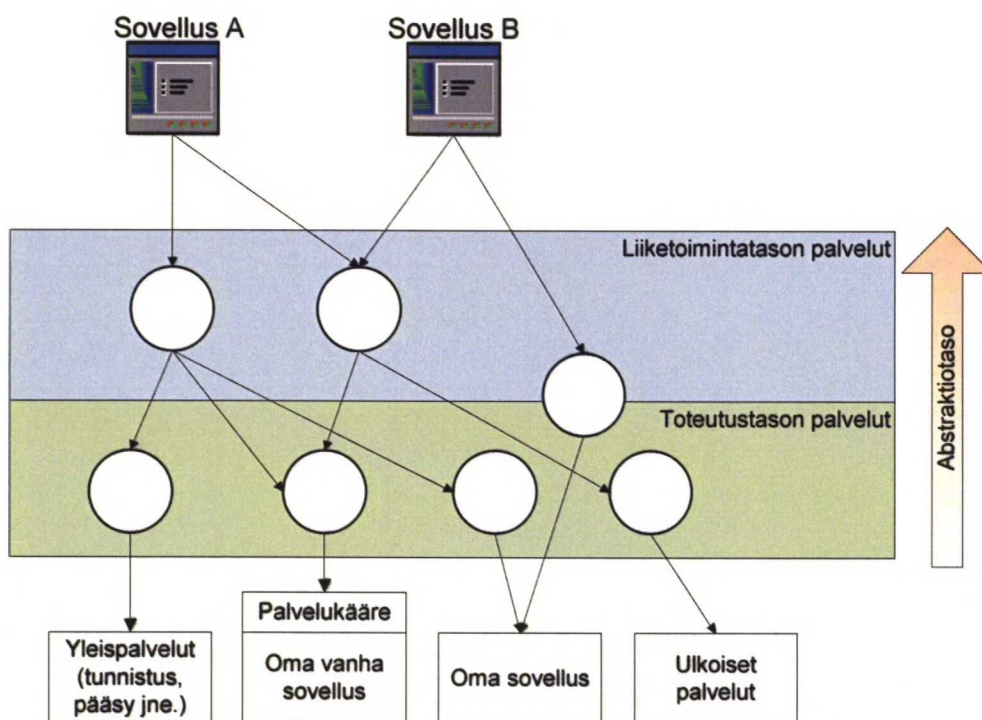 Sovellus A
Sovellus B
Liiketoimintatason palvelut
Toteutustason palvelut
Abstraktiotaso
Yleispalvelut
(tunnistus,
pääsy jne.)
Palvelukääre
Oma vanha
sovellus
Oma sovellus
Ulkoiset
palvelut